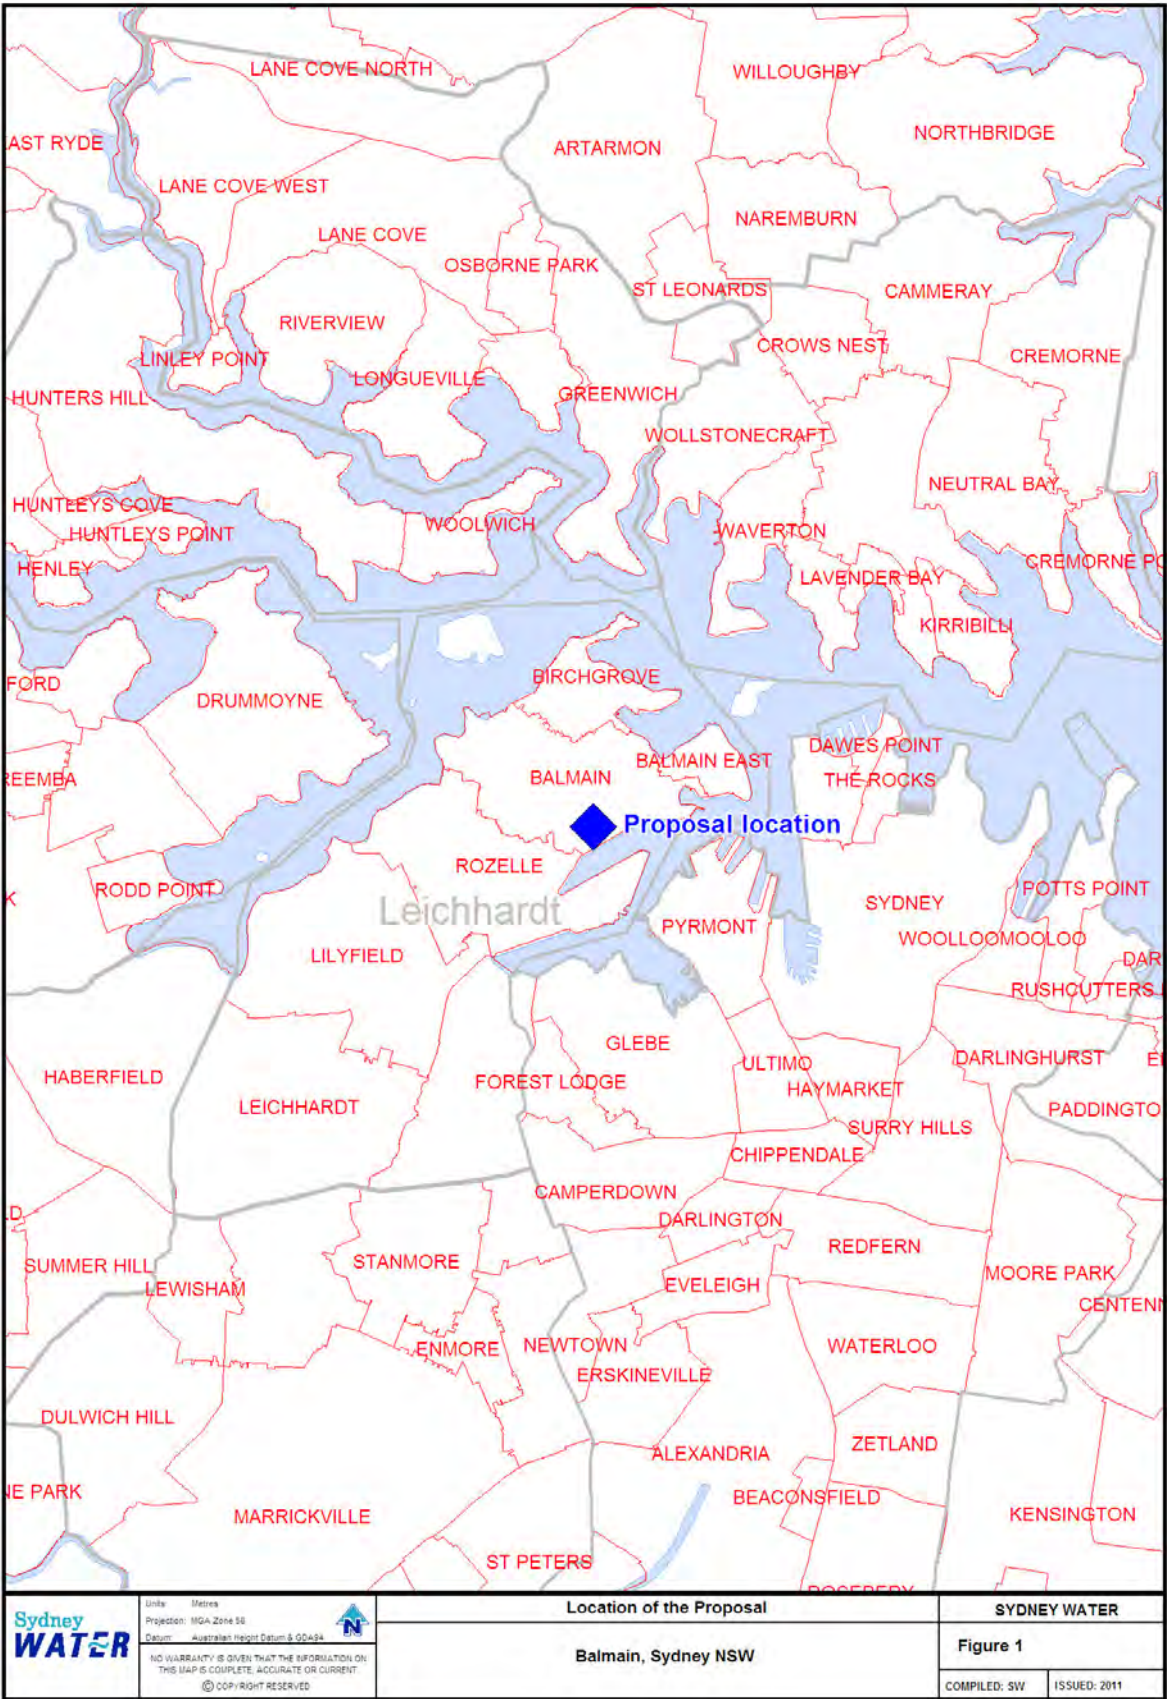 LANE COVE NORTH
WILLOUGHBY
NORTHBRIDGE
AST RYDE
ARTARMON
LANE COVE WEST
NAREMBURN
LANE COVE
OSBORNE PARK
ST LEONARDS
CAMMERAY
RIVERVIEW
CROWS NEST
CREMORNE
LINLEY POINT
LONGUEVILLE
GREENWICH
HUNTERS HILL
WOLLSTONECRAFT
NEUTRAL BAY
HUNTLEYS COVE
WOOLWICH
HUNTLEYS POINT
WAVERTON
HENLEY
CREMORNE PO
LAVENDER BAY
KIRRIBILLI
BIRCHGROVE
FORD
DRUMMOYNE
DAWES POINT
BALMAIN EAST
REEMBA
BALMAIN
THE ROCKS
Proposal location
ROZELLE
RODD POINT
POTTS POINT
K
SYDNEY
Leichhardt
PYRMONT
WOOLLOOMOOLOO
LILYFIELD
DAR
RUSHCUTTERS
GLEBE
DARLINGHURST
E
ULTIMO
HABERFIELD
FOREST LODGE
HAYMARKET
LEICHHARDT
PADDINGTO
SURRY HILLS
CHIPPENDALE
CAMPERDOWN
LD
DARLINGTON
REDFERN
STANMORE
SUMMER HILL
MOORE PARK
LEWISHAM
EVELEIGH
CENTENN
ENMORE
NEWTOWN
WATERLOO
ERSKINEVILLE
DULWICH HILL
ZETLAND
ALEXANDRIA
NE PARK
BEACONSFIELD
MARRICKVILLE
KENSINGTON
ST PETERS
ROSEBERY
Sydney
WATER
Units Metres
Projection: MGA Zone 56
Datum: Australian Height Datum & GDA94
N
NO WARRANTY IS GIVEN THAT THE INFORMATION ON
THIS MAP IS COMPLETE, ACCURATE OR CURRENT
© COPYRIGHT RESERVED
Location of the Proposal
Balmain, Sydney NSW
SYDNEY WATER
Figure 1
COMPILED: SW
ISSUED: 2011